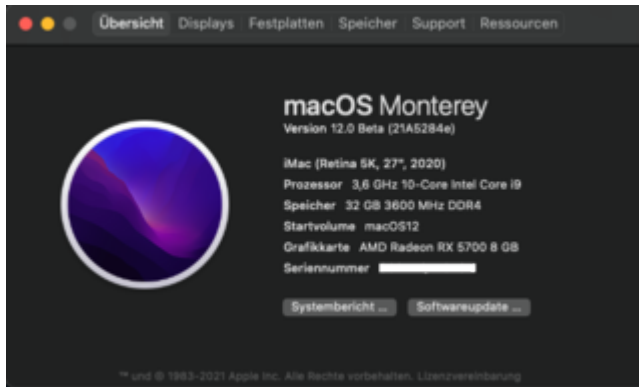 Übersicht Displays Festplatten Speicher Support Ressourcen
macOS Monterey
Version 12.0 Beta (21A5284e)
iMac (Retina 5K, 27", 2020)
Prozessor 3,6 GHz 10-Core Intel Core i9
Speicher 32 GB 3600 MHz DDR4
Startvolume macOS12
Grafikkarte AMD Radeon RX 5700 8 GB
Seriennummer
Systembericht ... Softwareupdate ...
™ und © 1983-2021 Apple Inc. Alle Rechte vorbehalten. Lizenzvereinbarung